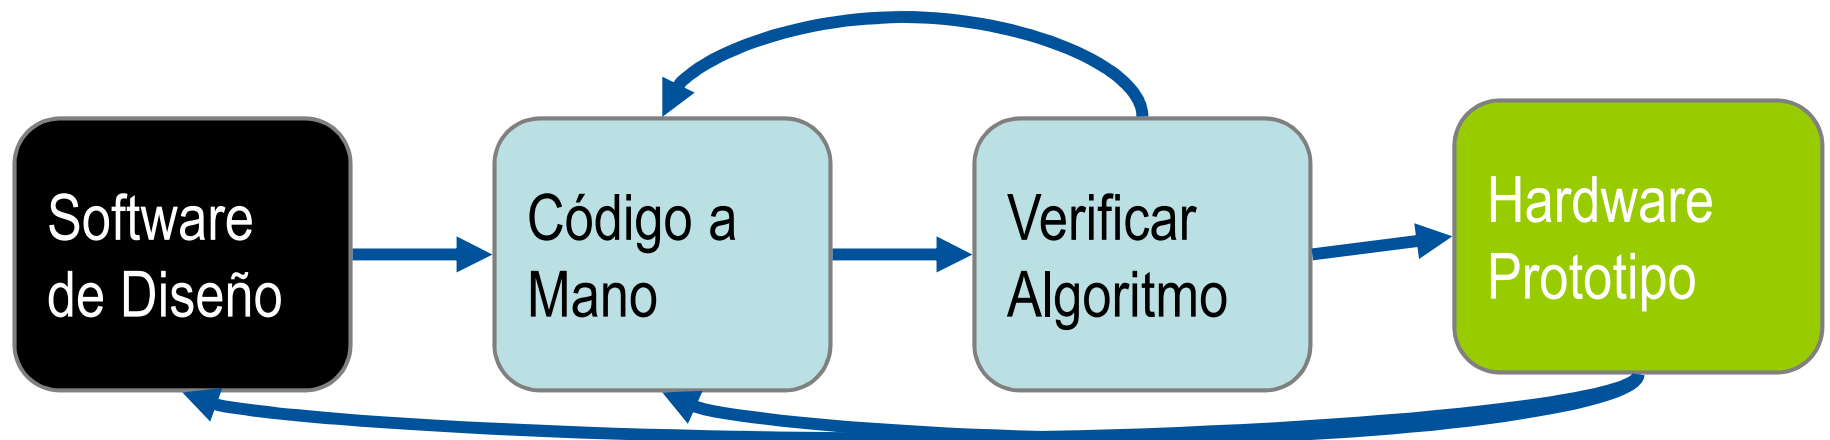 Software
de Diseño
Código a
Mano
Verificar
Algoritmo
Hardware
Prototipo